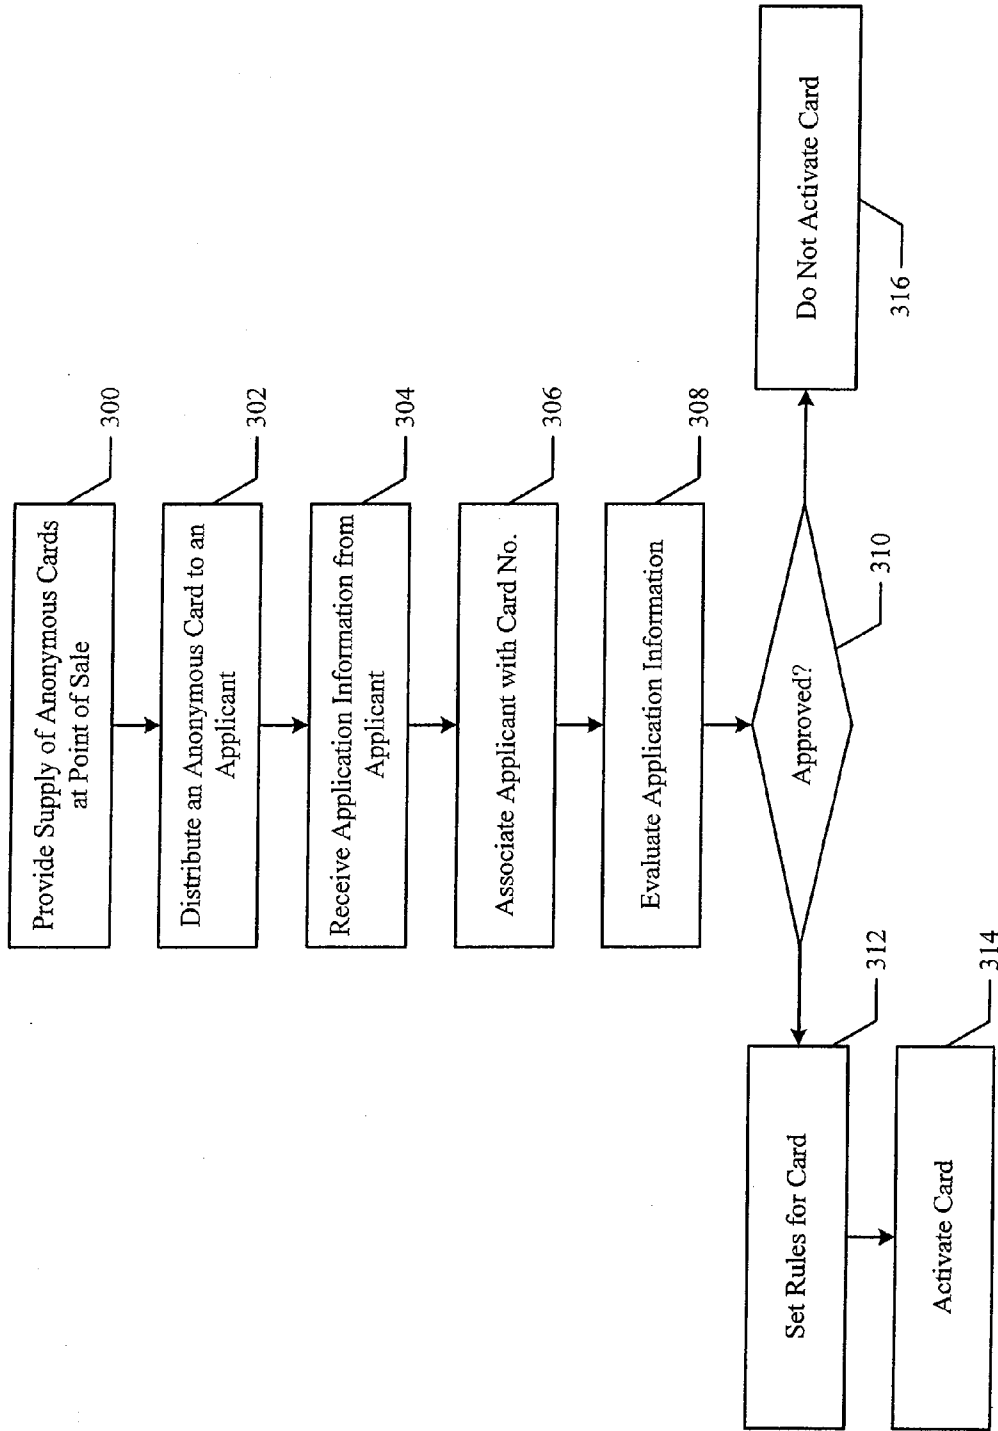 Provide Supply of Anonymous Cards
at Point of Sale
300
Distribute an Anonymous Card to an
Applicant
302
Receive Application Information from
Applicant
304
Associate Applicant with Card No.
306
Evaluate Application Information
308
Approved?
310
Set Rules for Card
312
Activate Card
314
Do Not Activate Card
316